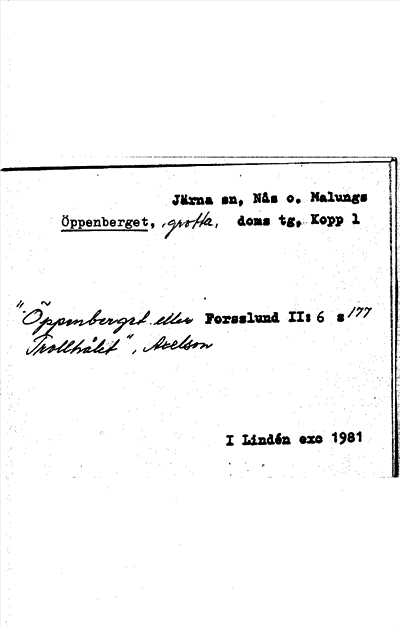 Järna sn, Nås o. Malungs
Öppenberget, grotta, doms tg, Kopp l
"Öppenberget eller Forsslund II: 6 s 177
Trollhålet", Axelson
I Lindén exc 1981